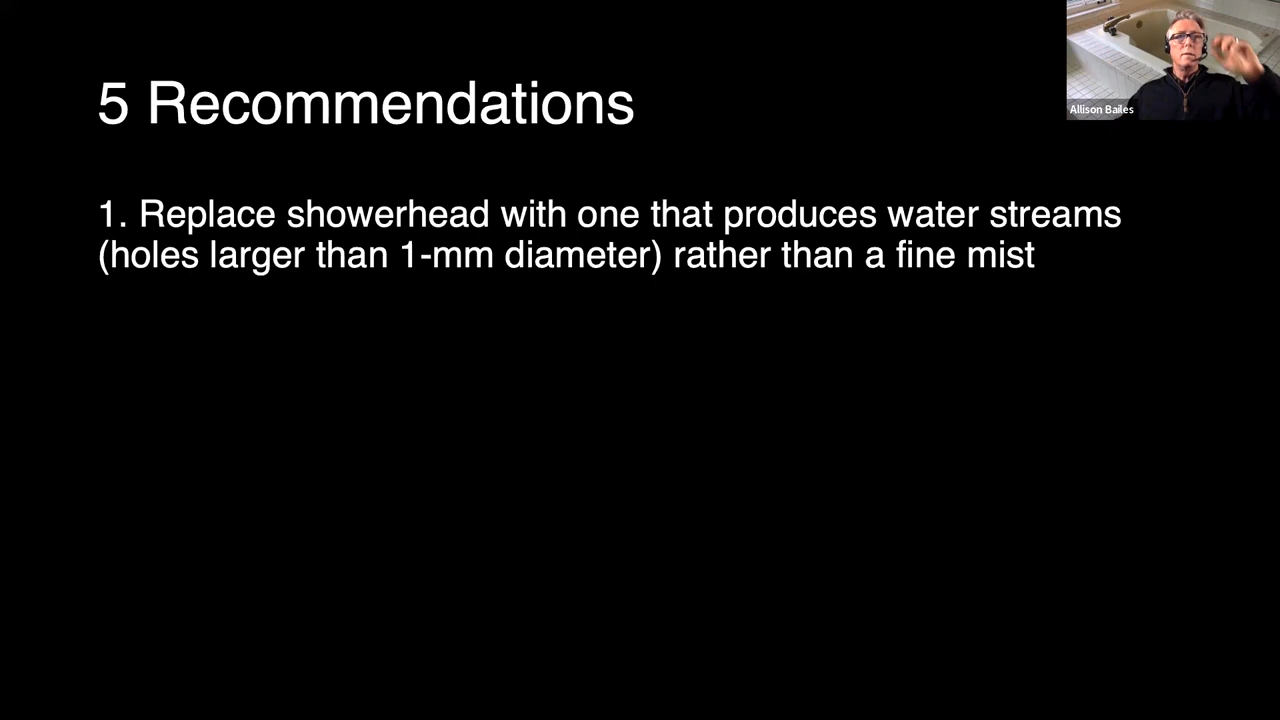 5 Recommendations
1. Replace showerhead with one that produces water streams
(holes larger than 1-mm diameter) rather than a fine mist
Allison Bailes